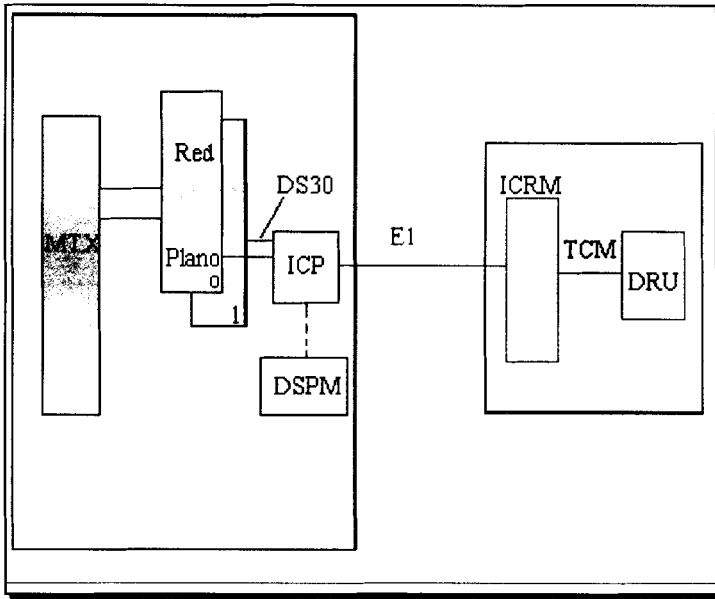 MTX
Red
Plano
0
1
DS30
ICP
DSPM
E1
ICRM
TCM
DRU